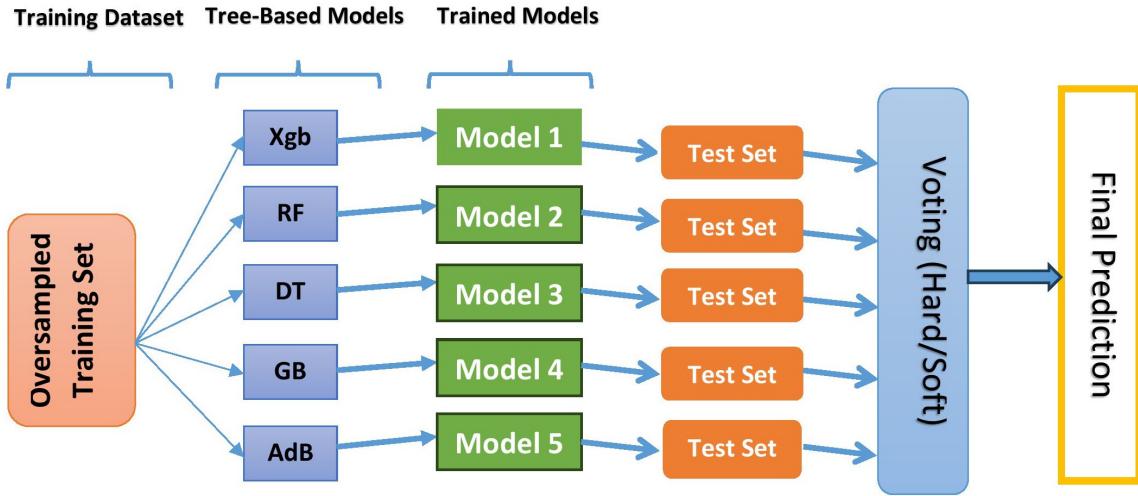 Training Dataset
Tree-Based Models
Trained Models
Oversampled
Training Set
Xgb
RF
DT
GB
AdB
Model 1
Model 2
Model 3
Model 4
Model 5
Test Set
Test Set
Test Set
Test Set
Test Set
Voting (Hard/Soft)
Final Prediction